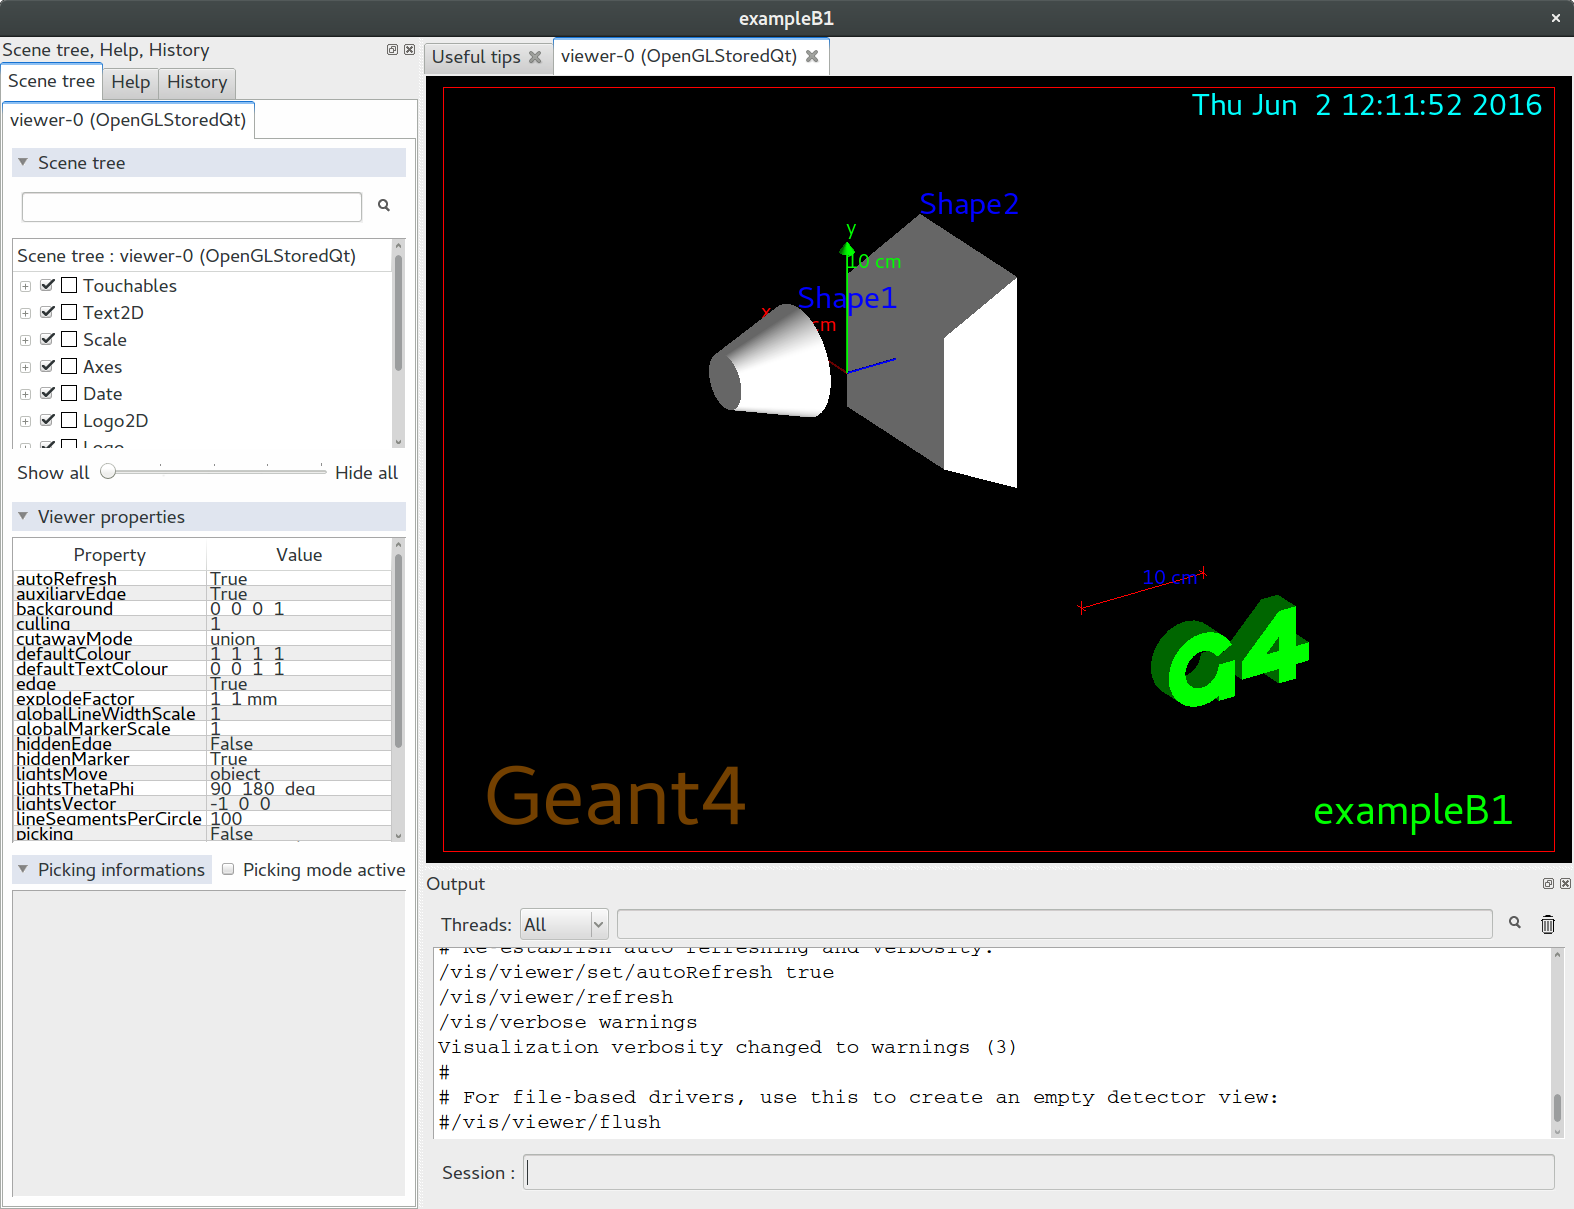 exampleB1
Scene tree, Help, History
Scene tree
Help
History
viewer-0 (OpenGLStoredQt)
Scene tree
Scene tree : viewer-0 (OpenGLStoredQt)
Touchables
Text2D
Scale
Axes
Date
Logo2D
Logo
Show all
Hide all
Viewer properties
Property Value
autoRefresh True
auxiliaryEdge True
background 0 0 0 1
culling 1
cutawayMode union
defaultColour 1 1 1 1
defaultTextColour 0 0 1 1
edge True
explodeFactor 1 1 mm
globalLineWidthScale 1
globalMarkerScale 1
hiddenEdge False
hiddenMarker True
lightsMove object
lightsThetaPhi 90 180 deg
lightsVector -1 0 0
lineSegmentsPerCircle 100
picking False
Picking informations
Picking mode active
Useful tips
viewer-0 (OpenGLStoredQt)
Thu Jun 2 12:11:52 2016
Shape2
y
10 cm
Shape1
x
cm
10 cm
G4
Geant4
exampleB1
Output
Threads: All
# Re-establish auto refreshing and verbosity:
/vis/viewer/set/autoRefresh true
/vis/viewer/refresh
/vis/verbose warnings
Visualization verbosity changed to warnings (3)
#
# For file-based drivers, use this to create an empty detector view:
#/vis/viewer/flush
Session :